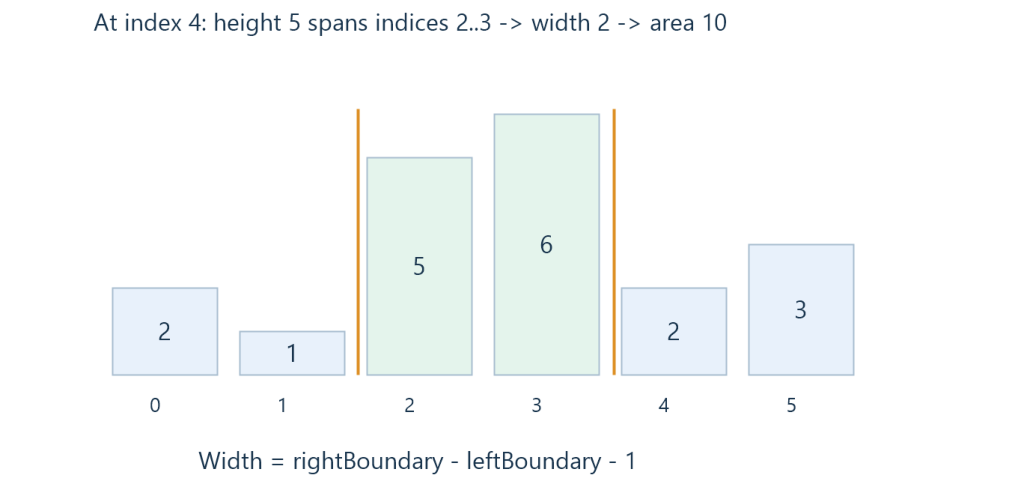 At index 4: height 5 spans indices 2..3 -> width 2 -> area 10
2 1 5 6 2 3
0 1 2 3 4 5
Width = rightBoundary - leftBoundary - 1